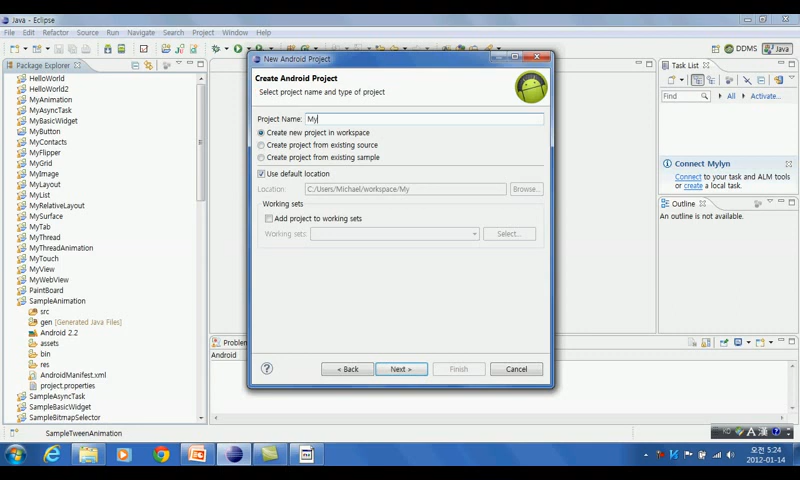 Java - Eclipse
File Edit Refactor Source Run Navigate Search Project Window Help
DDMS Java
Package Explorer
HelloWorld
HelloWorld2
MyAnimation
MyAsyncTask
MyBasicWidget
MyButton
MyContacts
MyFlipper
MyGrid
MyImage
MyLayout
MyList
MyRelativeLayout
MySurface
MyTab
MyThread
MyThreadAnimation
MyTouch
MyView
MyWebView
PaintBoard
SampleAnimation
src
gen [Generated Java Files]
Android 2.2
assets
bin
res
AndroidManifest.xml
project.properties
SampleAsyncTask
SampleBasicWidget
SampleBitmapSelector
New Android Project
Create Android Project
Select project name and type of project
Project Name: My
Create new project in workspace
Create project from existing source
Create project from existing sample
Use default location
Location: C:/Users/Michael/workspace/My Browse...
Working sets
Add project to working sets
Working sets: Select...
? < Back Next > Finish Cancel
Problem
Android
Task List
Find All Activate...
Connect Mylyn
Connect to your task and ALM tools
or create a local task.
Outline
An outline is not available.
SampleTweenAnimation
A 漢
오전 5:24
2012-01-14